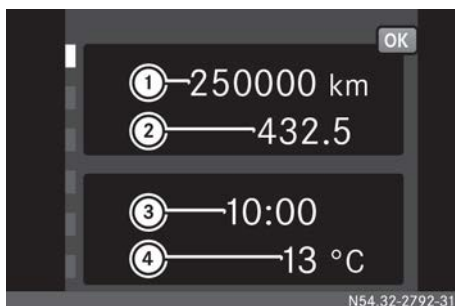 OK
① 250000 km
② 432.5
③ 10:00
④ 13 °C
N54.32-2792-31